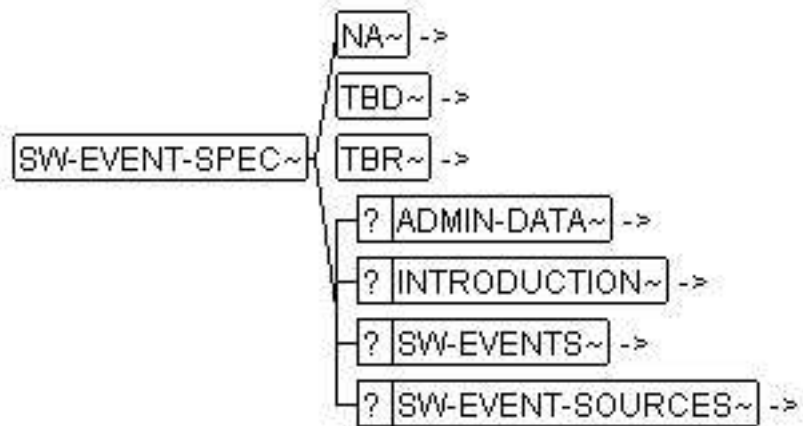 NA~ ->
TBD~ ->
SW-EVENT-SPEC~ TBR~ ->
? ADMIN-DATA~ ->
? INTRODUCTION~ ->
? SW-EVENTS~ ->
? SW-EVENT-SOURCES~ ->